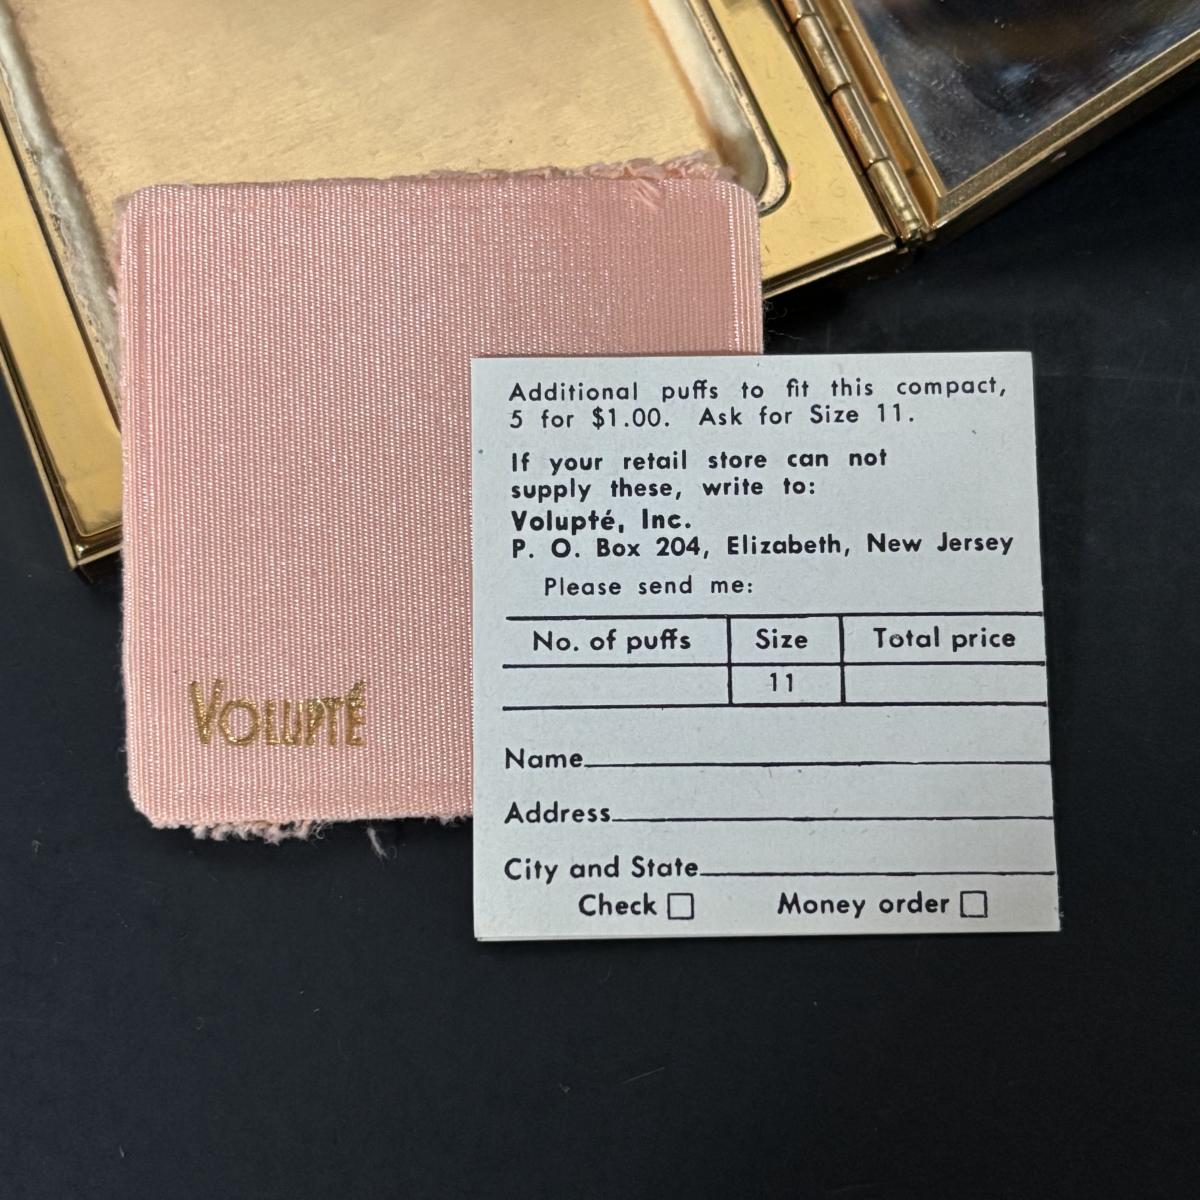 VOLUPTÉ
Additional puffs to fit this compact,
5 for $1.00. Ask for Size 11.
If your retail store can not
supply these, write to:
Volupté, Inc.
P. O. Box 204, Elizabeth, New Jersey
Please send me:
No. of puffs Size Total price
11
Name
Address
City and State
Check Money order